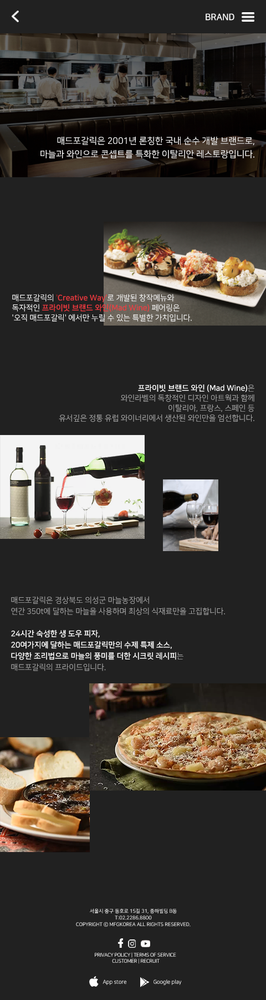 BRAND
매드포갈릭은 2001년 론칭한 국내 순수 개발 브랜드로,
마늘과 와인으로 콘셉트를 특화한 이탈리안 레스토랑입니다.
매드포갈릭의 'Creative Way'로 개발된 창작메뉴와
독자적인 프라이빗 브랜드 와인(Mad Wine) 페어링은
'오직 매드포갈릭' 에서만 누릴 수 있는 특별한 가치입니다.
프라이빗 브랜드 와인 (Mad Wine)은
와인라벨의 독창적인 디자인 아트웍과 함께
이탈리아, 프랑스, 스페인 등
유서깊은 정통 유럽 와이너리에서 생산된 와인만을 엄선합니다.
매드포갈릭은 경상북도 의성군 마늘농장에서
연간 350t에 달하는 마늘을 사용하며 최상의 식재료만을 고집합니다.
24시간 숙성한 생 도우 피자,
20여가지에 달하는 매드포갈릭만의 수제 특제 소스,
다양한 조리법으로 마늘의 풍미를 더한 시크릿 레시피는
매드포갈릭의 프라이드입니다.
서울시 중구 동호로 15길 31, 종하빌딩 B동
T:02.2286.8800
COPYRIGHT © MFGKOREA ALL RIGHTS RESERVED.
PRIVACY POLICY | TERMS OF SERVICE
CUSTOMER | RECRUIT
App store Google play